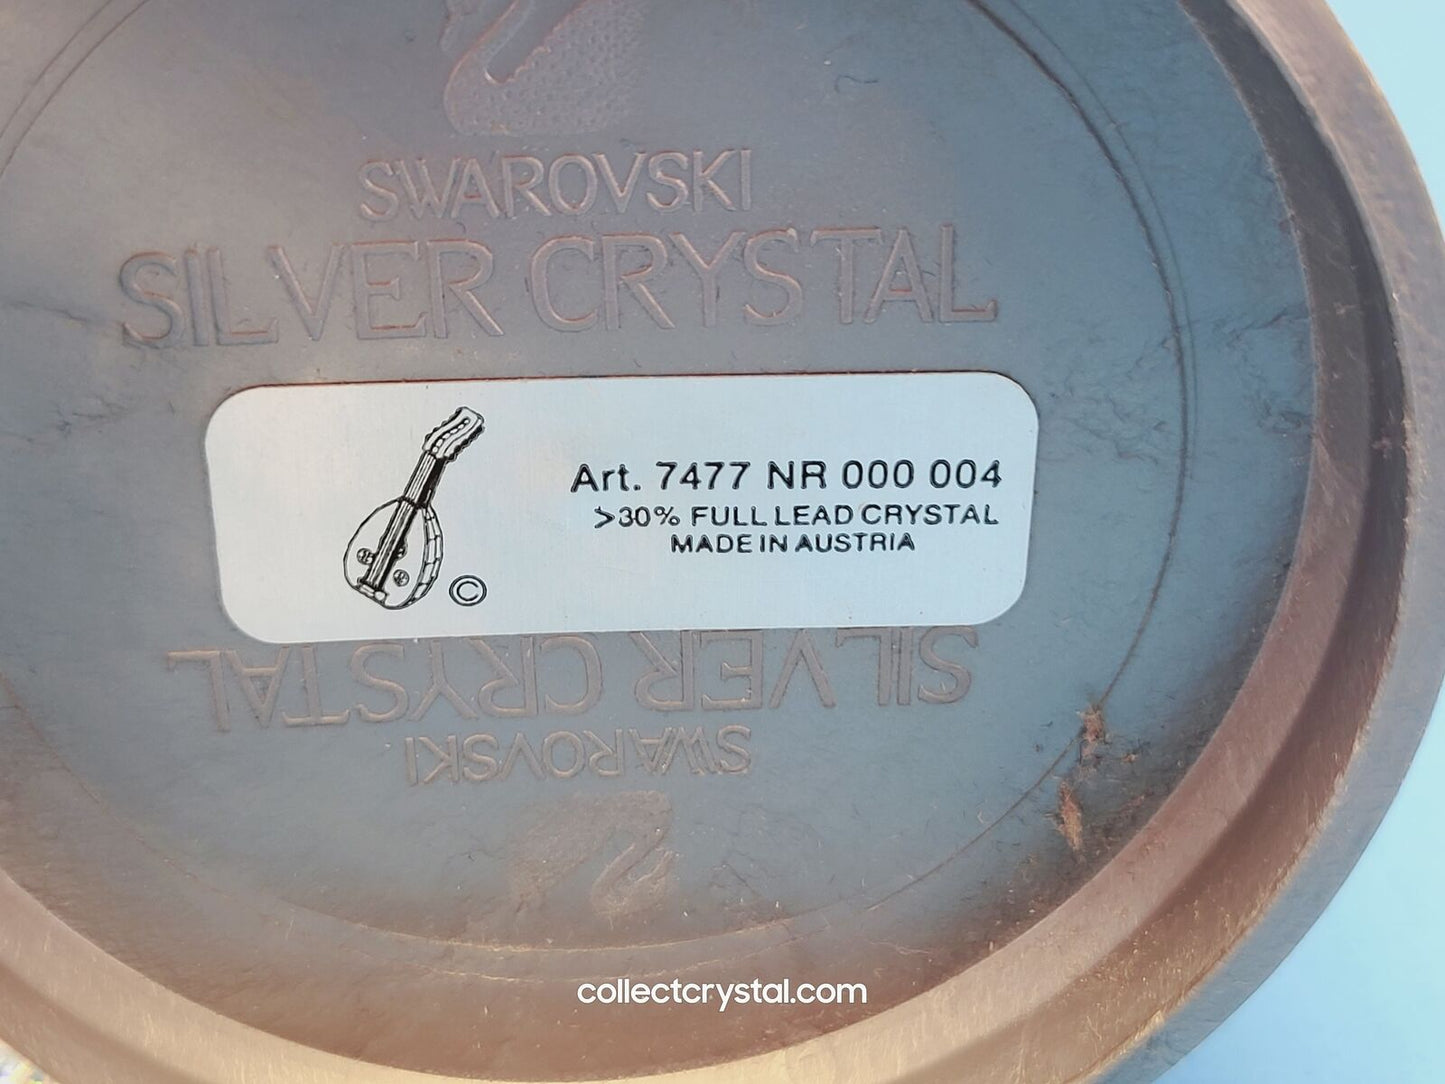 SWAROVSKI
SILVER CRYSTAL
Art. 7477 NR 000 004
>30% FULL LEAD CRYSTAL
MADE IN AUSTRIA
©
SILVER CRYSTAL
SWAROVSKI
collectcrystal.com